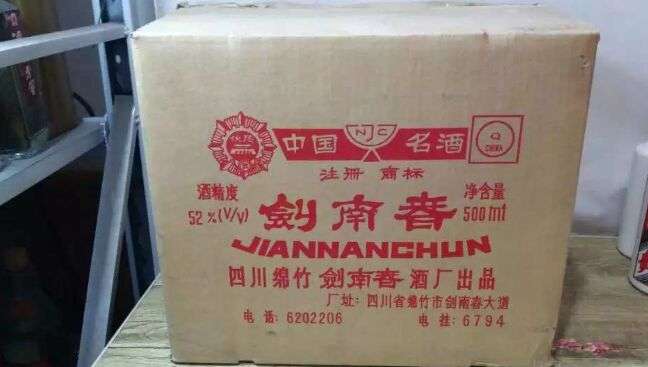 中国 NJC 名酒
Q
注册 商标
酒精度
52%(V/V)
剑南春
净含量
500ml
JIANNANCHUN
四川绵竹剑南春酒厂出品
厂址:四川省绵竹市剑南春大道
电话:6202206 电挂:6794